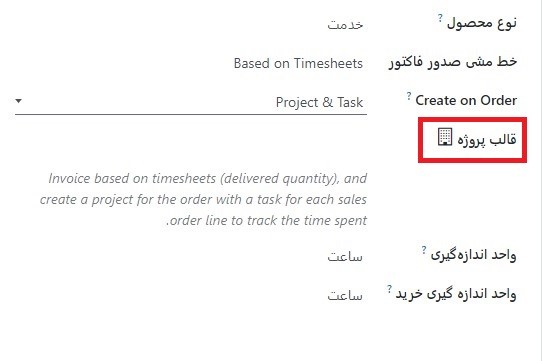 نوع محصول ? خدمت
خط مشی صدور فاکتور Based on Timesheets
Create on Order ? Project & Task
قالب پروژه
Invoice based on timesheets (delivered quantity), and
create a project for the order with a task for each sales
.order line to track the time spent
واحد اندازه‌گیری ? ساعت
واحد اندازه گیری خرید ? ساعت